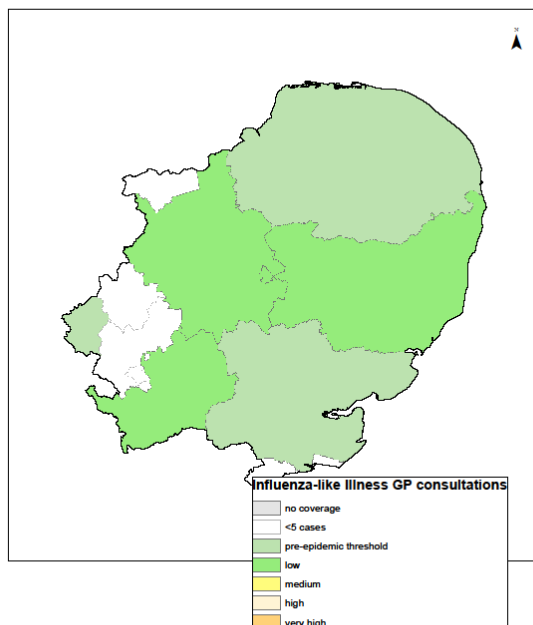 N
Influenza-like Illness GP consultations
no coverage
<5 cases
pre-epidemic threshold
low
medium
high
very high